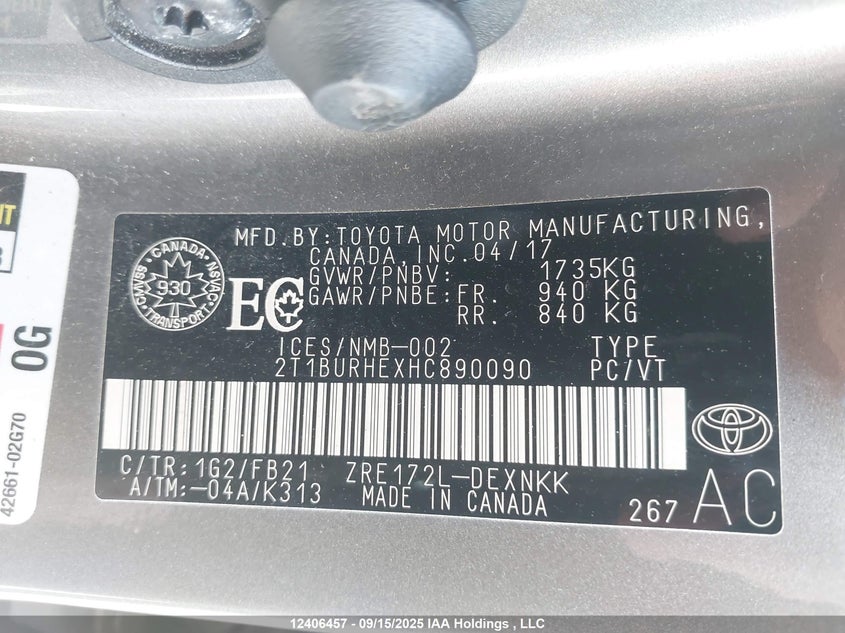 MFD.BY:TOYOTA MOTOR MANUFACTURING,
CANADA,INC.04/17
GVWR/PNBV: 1735KG
GAWR/PNBE:FR. 940 KG
RR. 840 KG
CANADA
CMVSS NSVAC
930
TRANSPORT
EC
ICES/NMB-002 TYPE
2T1BURHEXHC890090 PC/VT
C/TR:1G2/FB21 ZRE172L-DEXNKK
A/TM:-04A/K313 MADE IN CANADA
267 AC
0G
42661-02G70
12406457 - 09/15/2025 IAA Holdings , LLC